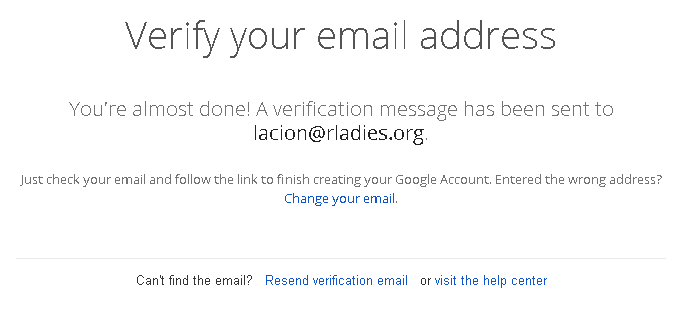 Verify your email address
You're almost done! A verification message has been sent to
lacion@rladies.org.
Just check your email and follow the link to finish creating your Google Account. Entered the wrong address?
Change your email.
Can't find the email? Resend verification email or visit the help center